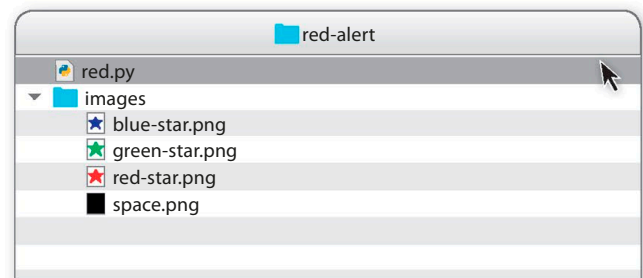 red-alert
red.py
images
blue-star.png
green-star.png
red-star.png
space.png